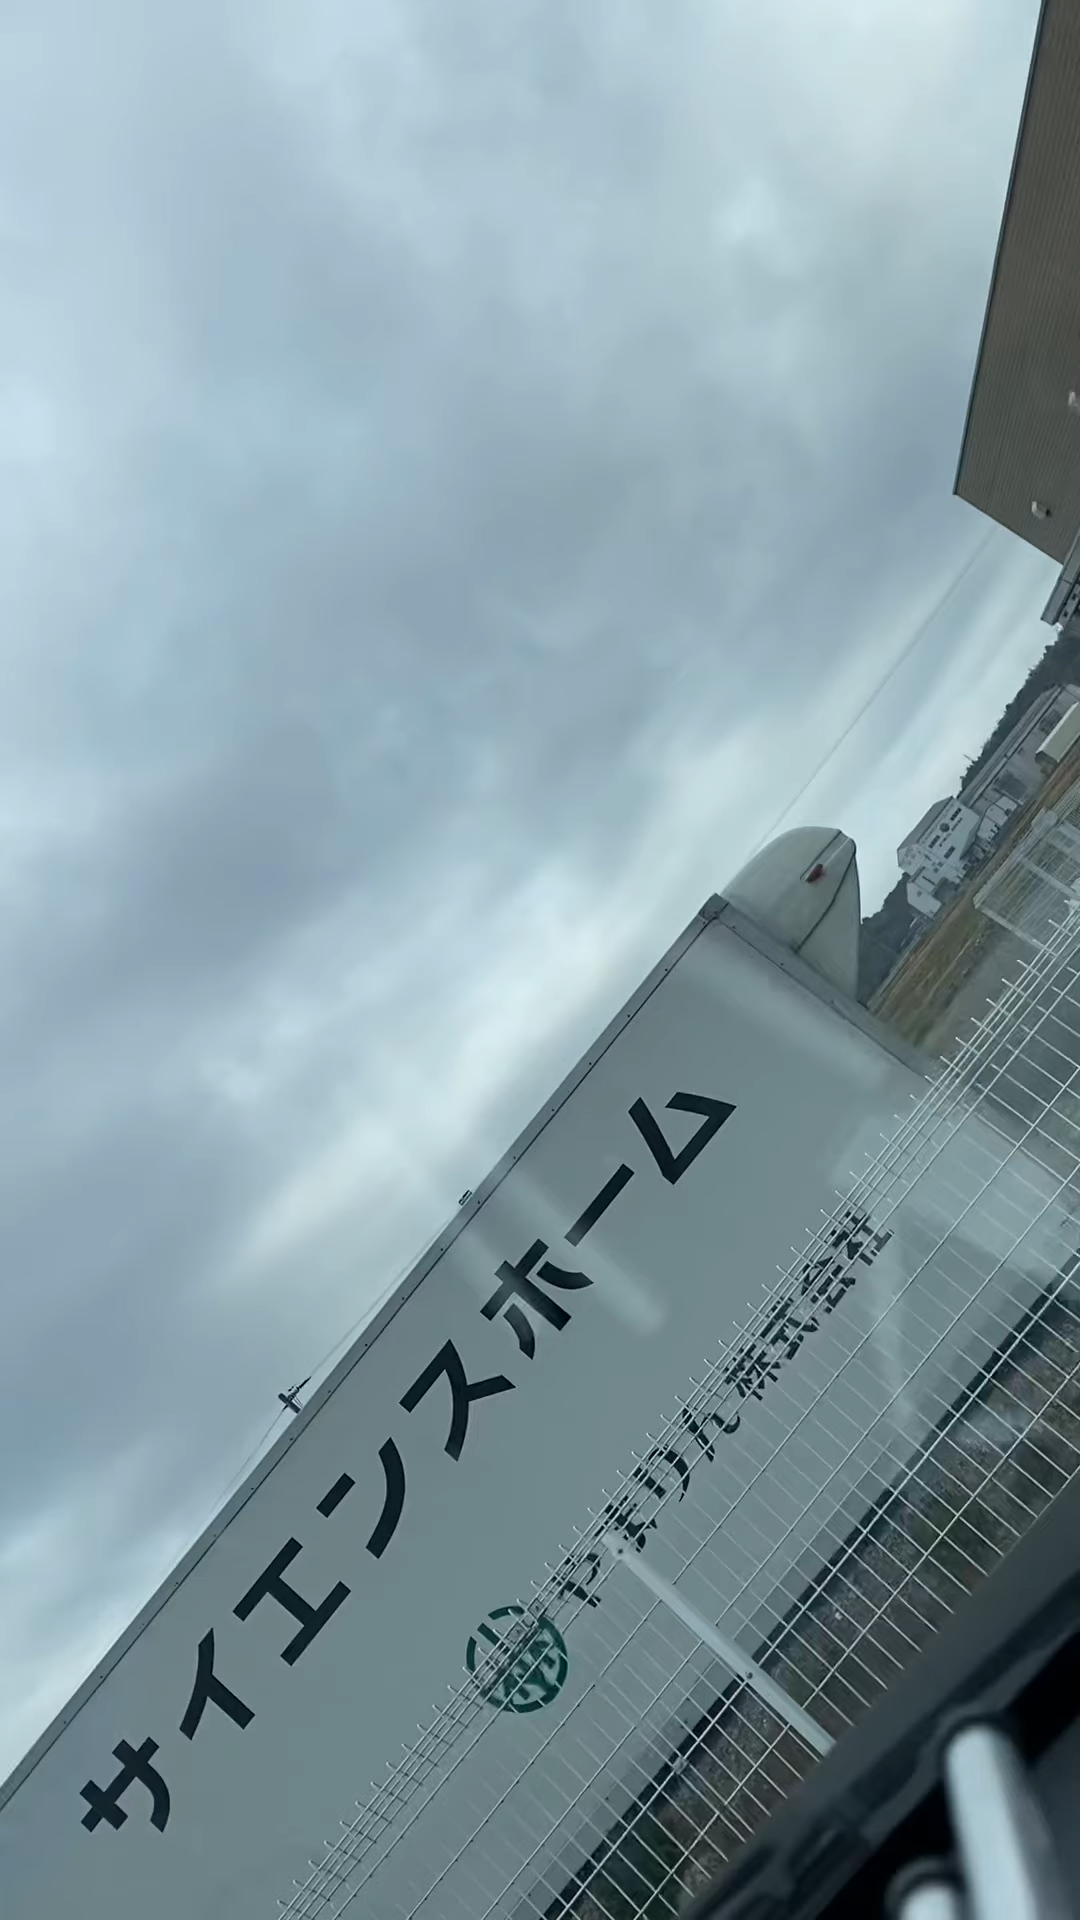 サイエンスホーム
やまりん 株式会社